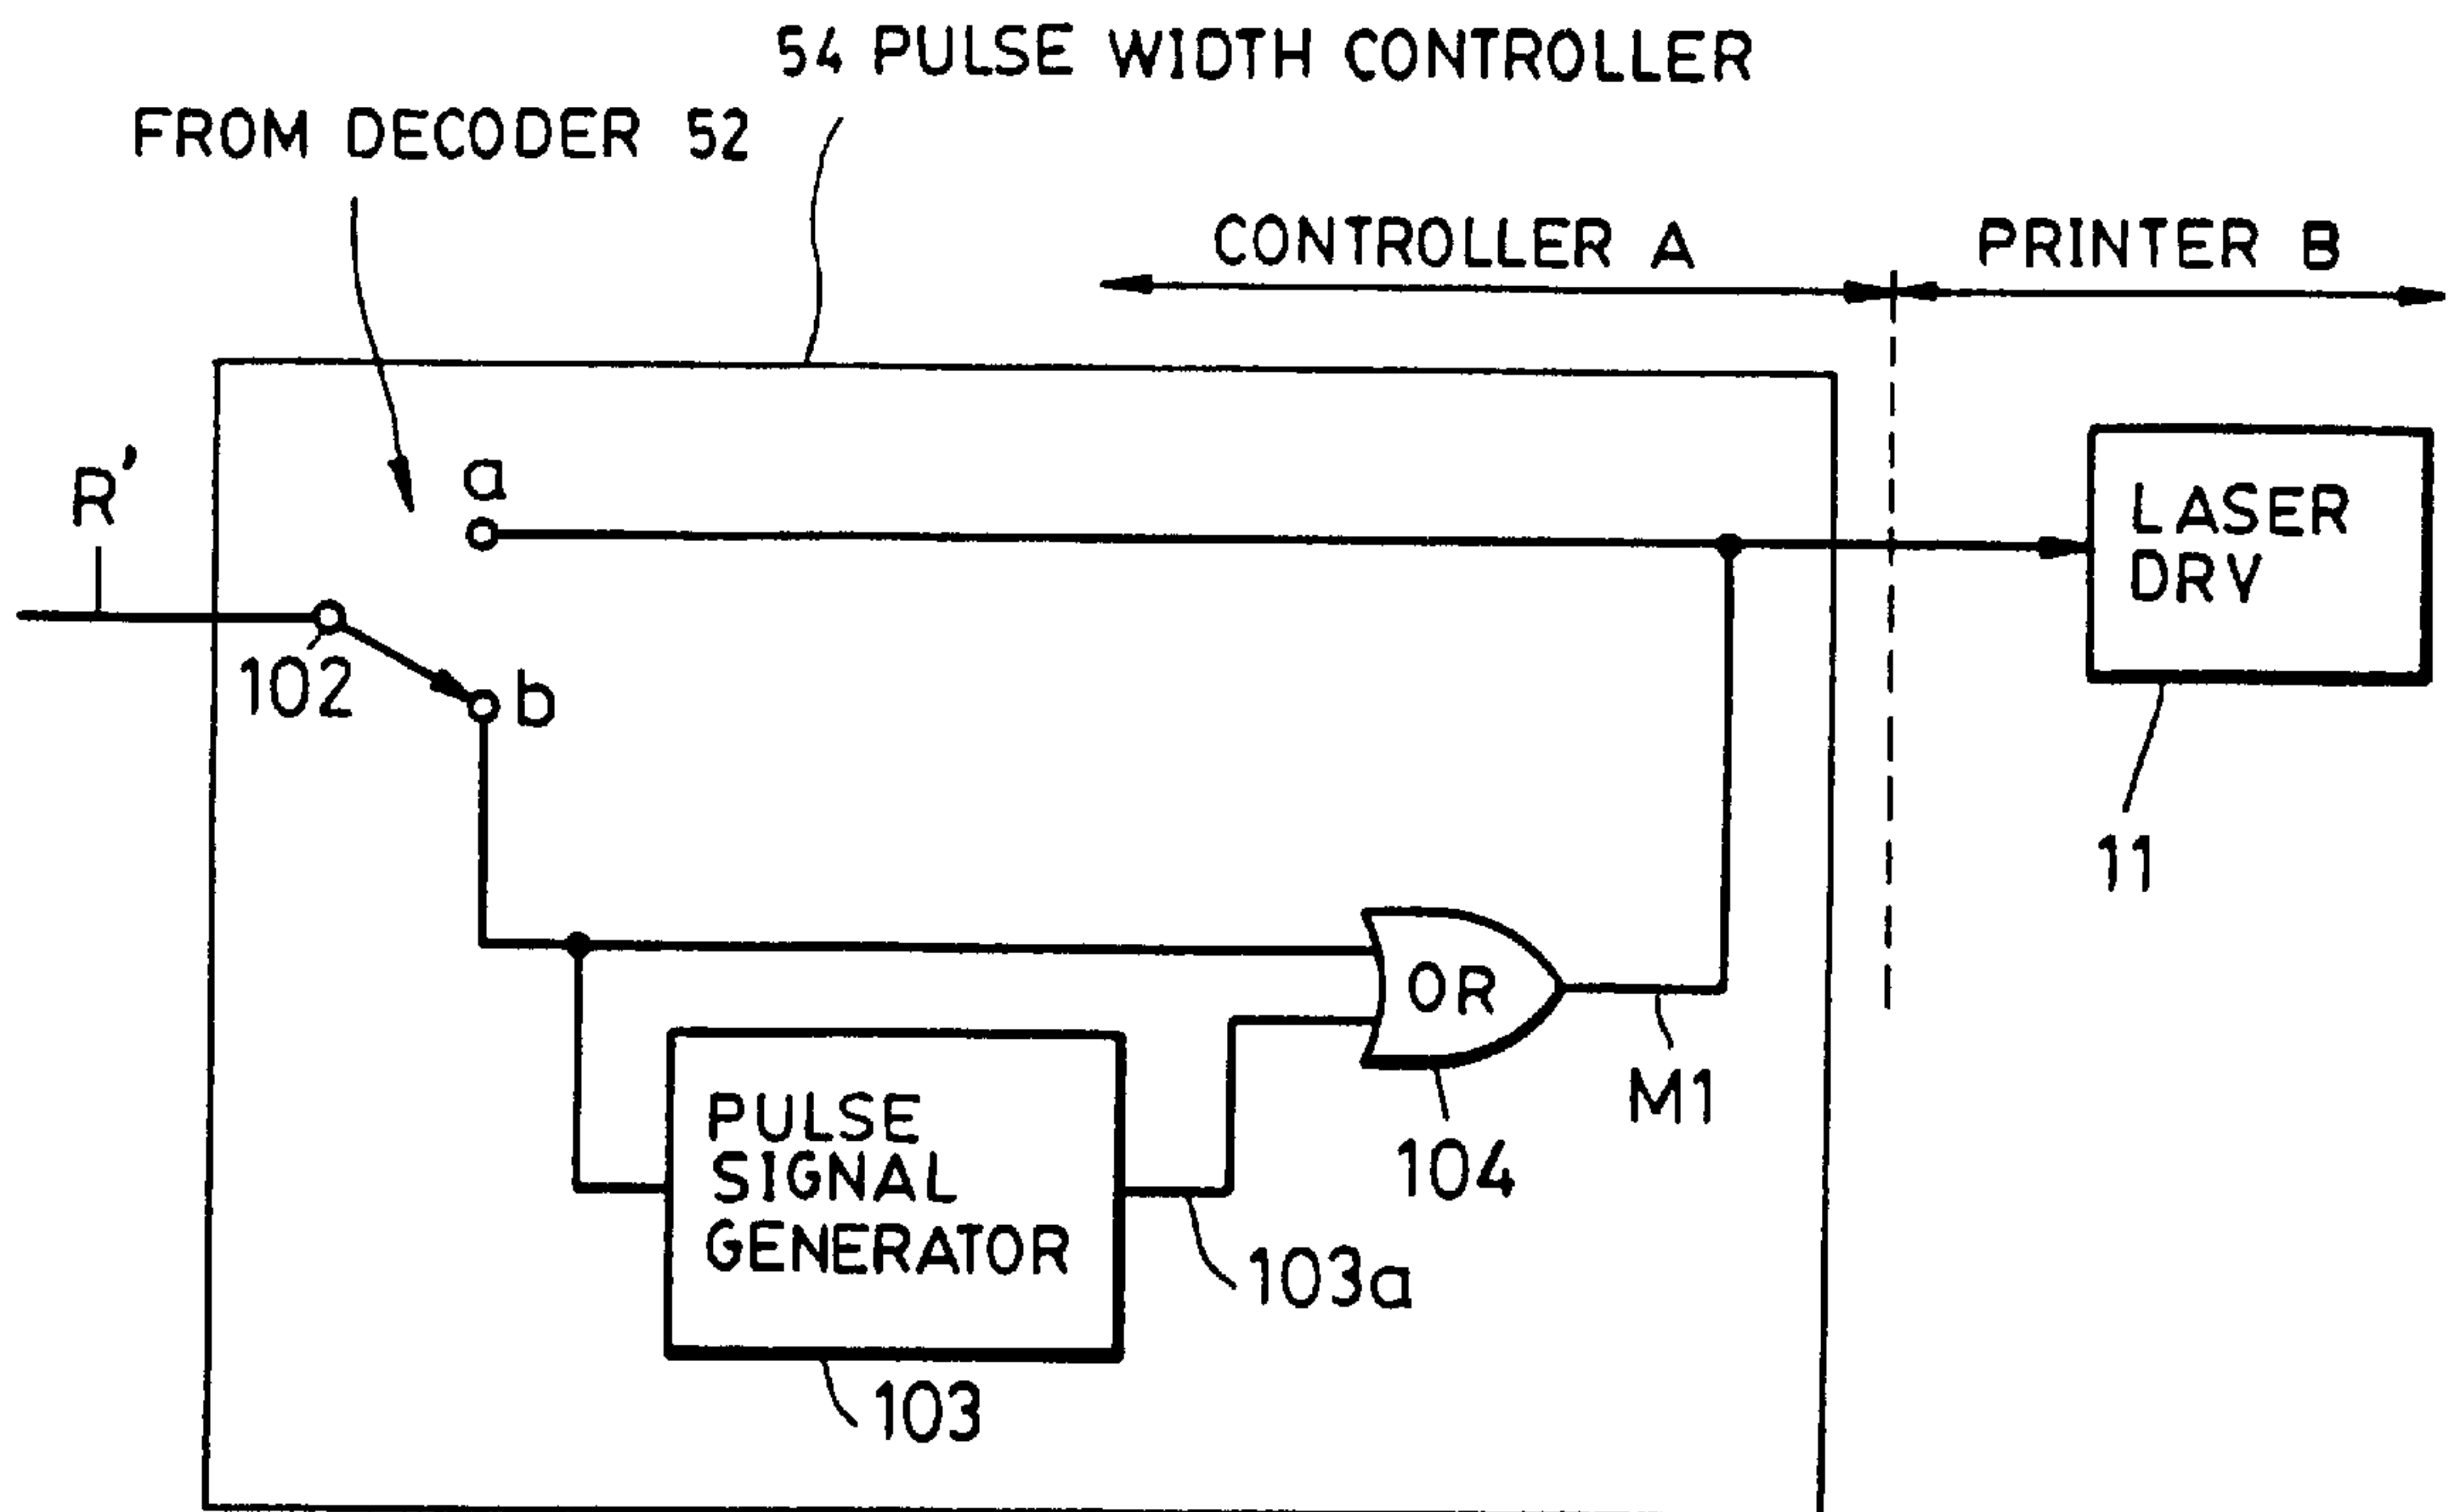 54 PULSE WIDTH CONTROLLER
FROM DECODER 52
CONTROLLER A
PRINTER B
R'
a
LASER
DRV
102
b
11
OR
M1
104
PULSE
SIGNAL
GENERATOR
103a
103